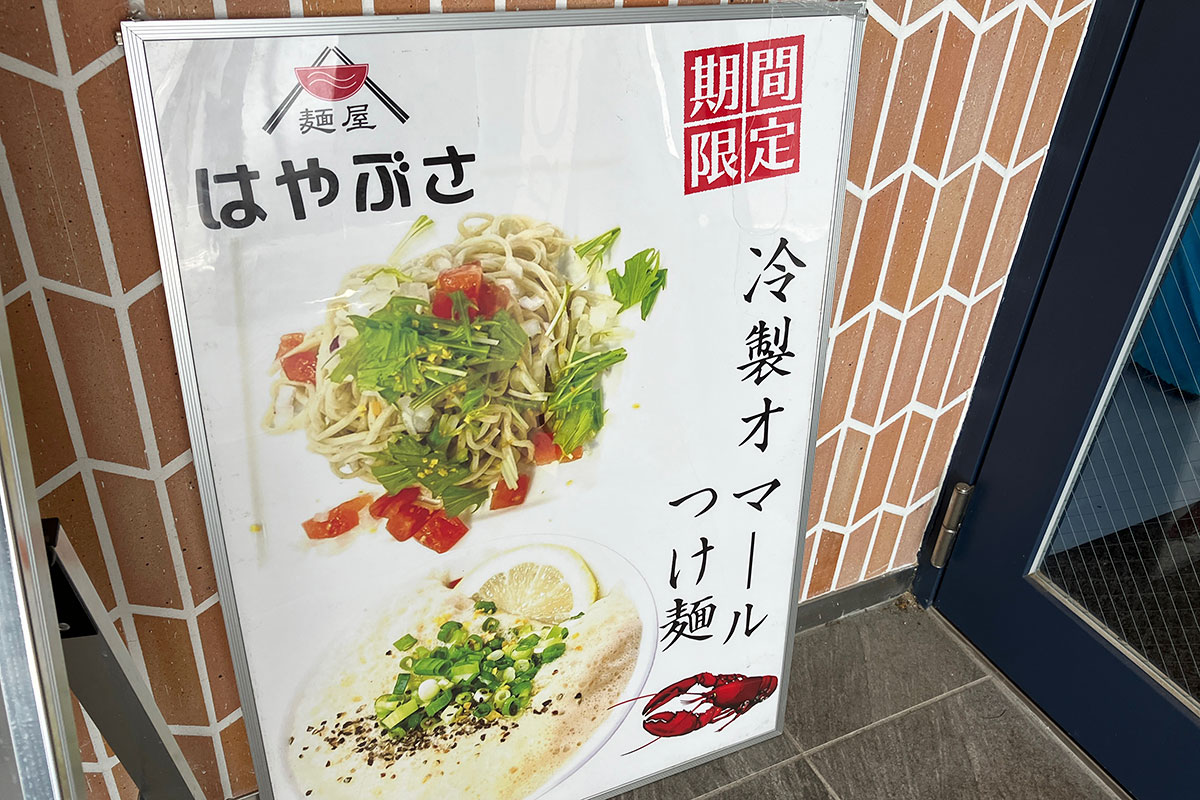 麺屋
はやぶさ
期間
限定
冷製オマール
つけ麺